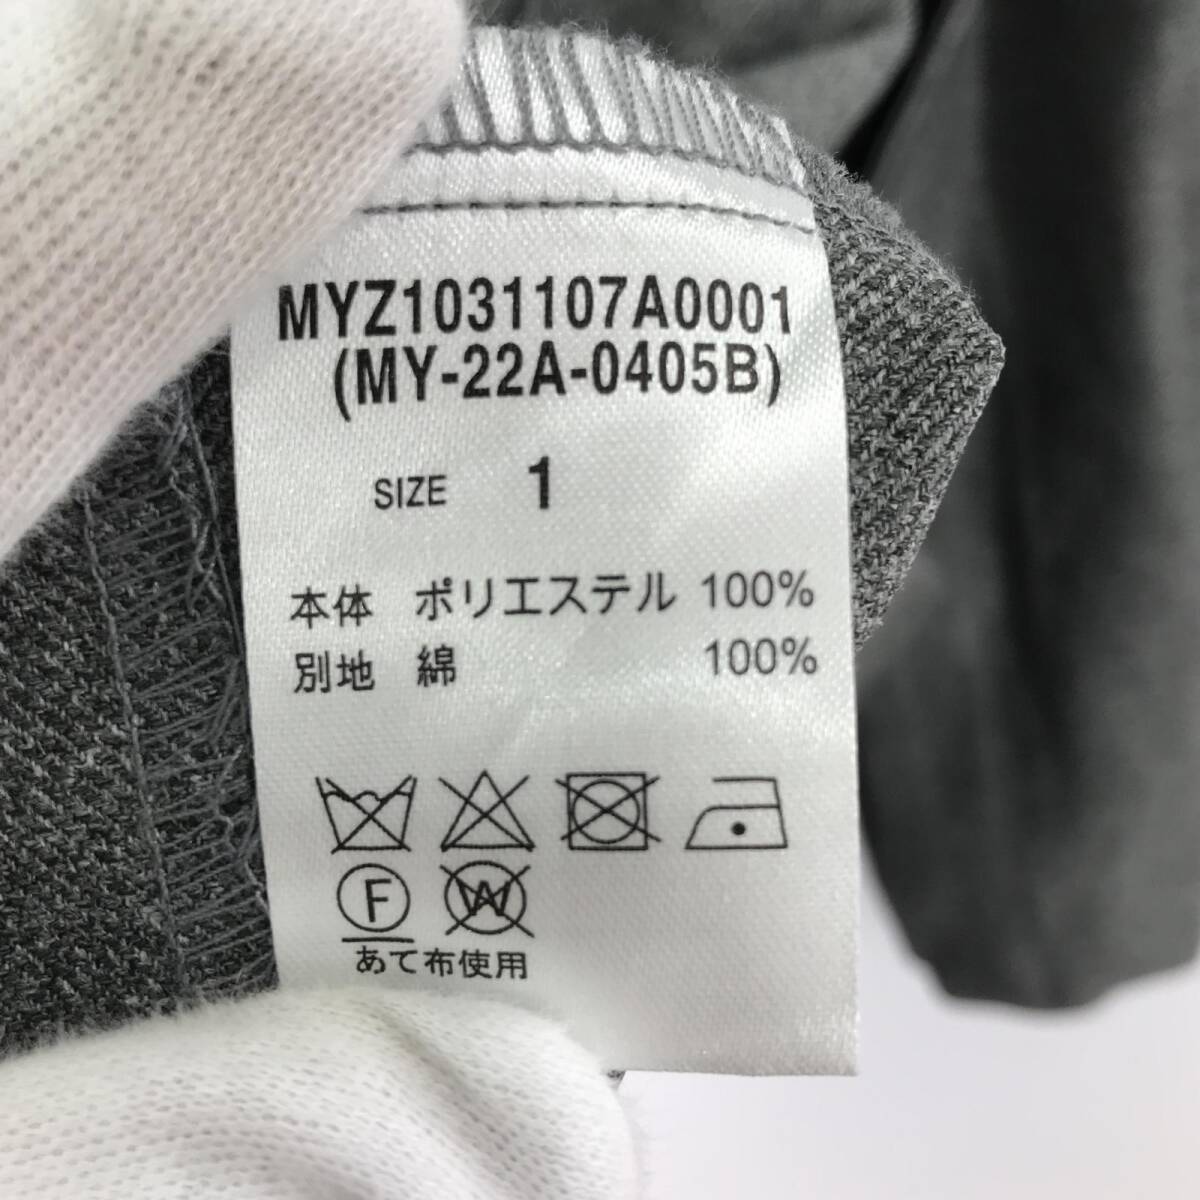 MYZ1031107A0001
(MY-22A-0405B)
SIZE 1
本体 ポリエステル 100%
別地 綿 100%
F W
あて布使用